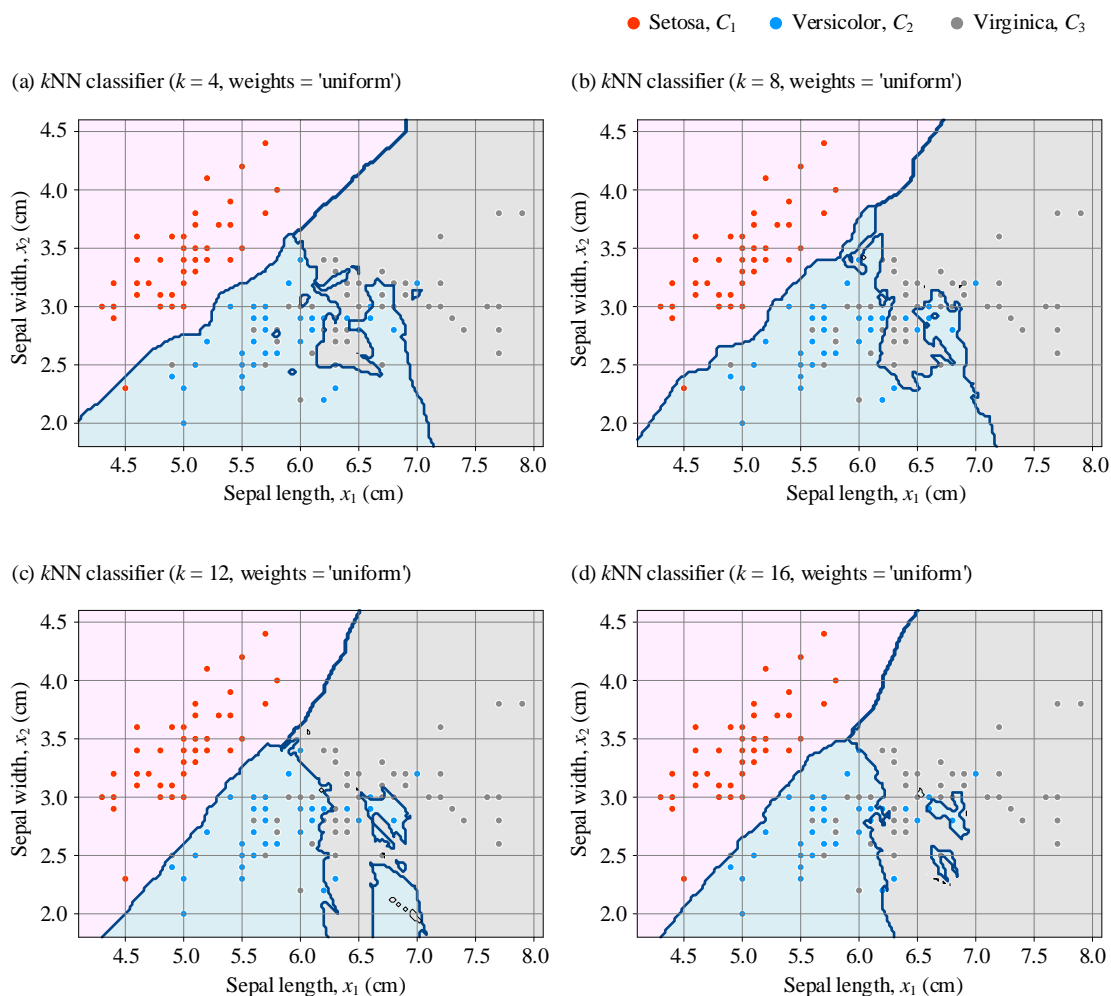 Setosa, C1 Versicolor, C2 Virginica, C3
(a) kNN classifier (k = 4, weights = 'uniform')
(b) kNN classifier (k = 8, weights = 'uniform')
4.5
4.0
3.5
3.0
2.5
2.0
Sepal width, x2 (cm)
4.5 5.0 5.5 6.0 6.5 7.0 7.5 8.0
Sepal length, x1 (cm)
4.5
4.0
3.5
3.0
2.5
2.0
Sepal width, x2 (cm)
4.5 5.0 5.5 6.0 6.5 7.0 7.5 8.0
Sepal length, x1 (cm)
(c) kNN classifier (k = 12, weights = 'uniform')
(d) kNN classifier (k = 16, weights = 'uniform')
4.5
4.0
3.5
3.0
2.5
2.0
Sepal width, x2 (cm)
4.5 5.0 5.5 6.0 6.5 7.0 7.5 8.0
Sepal length, x1 (cm)
4.5
4.0
3.5
3.0
2.5
2.0
Sepal width, x2 (cm)
4.5 5.0 5.5 6.0 6.5 7.0 7.5 8.0
Sepal length, x1 (cm)